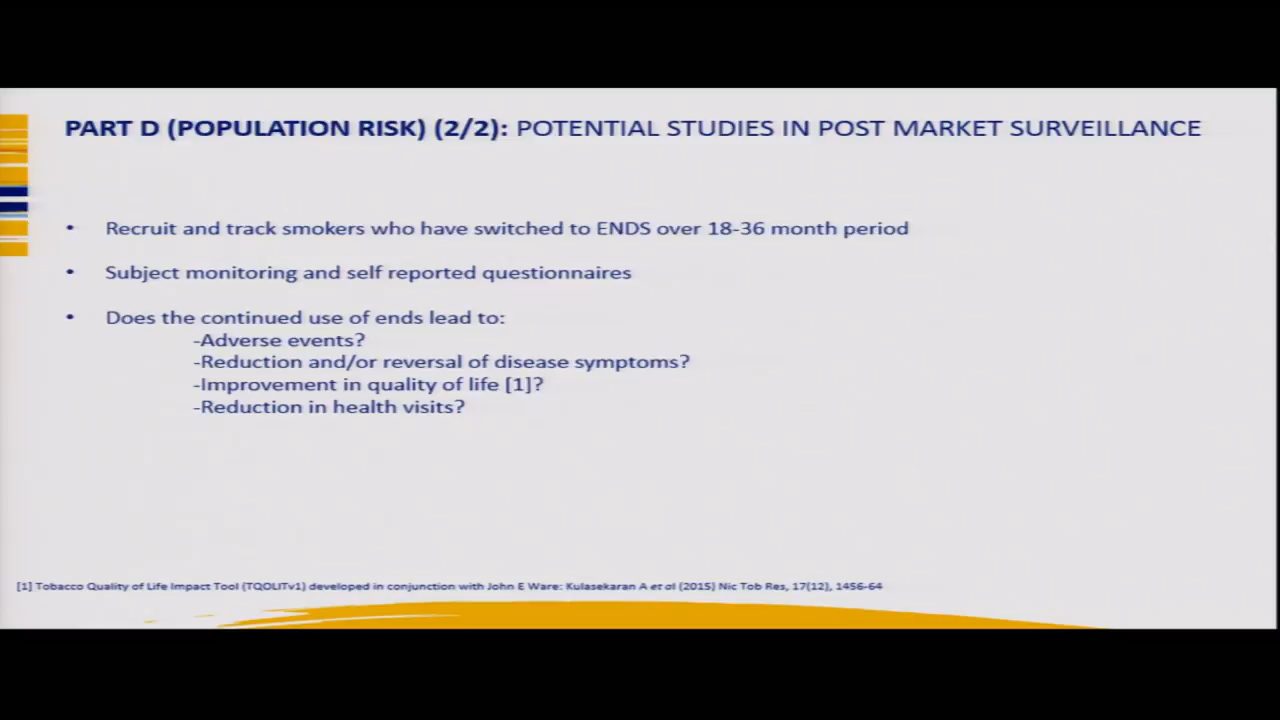 PART D (POPULATION RISK) (2/2): POTENTIAL STUDIES IN POST MARKET SURVEILLANCE
• Recruit and track smokers who have switched to ENDS over 18-36 month period
• Subject monitoring and self reported questionnaires
• Does the continued use of ends lead to:
-Adverse events?
-Reduction and/or reversal of disease symptoms?
-Improvement in quality of life [1]?
-Reduction in health visits?
[1] Tobacco Quality of Life Impact Tool (TQOLITv1) developed in conjunction with John E Ware: Kulasekaran A et al (2015) Nic Tob Res, 17(12), 1456-64